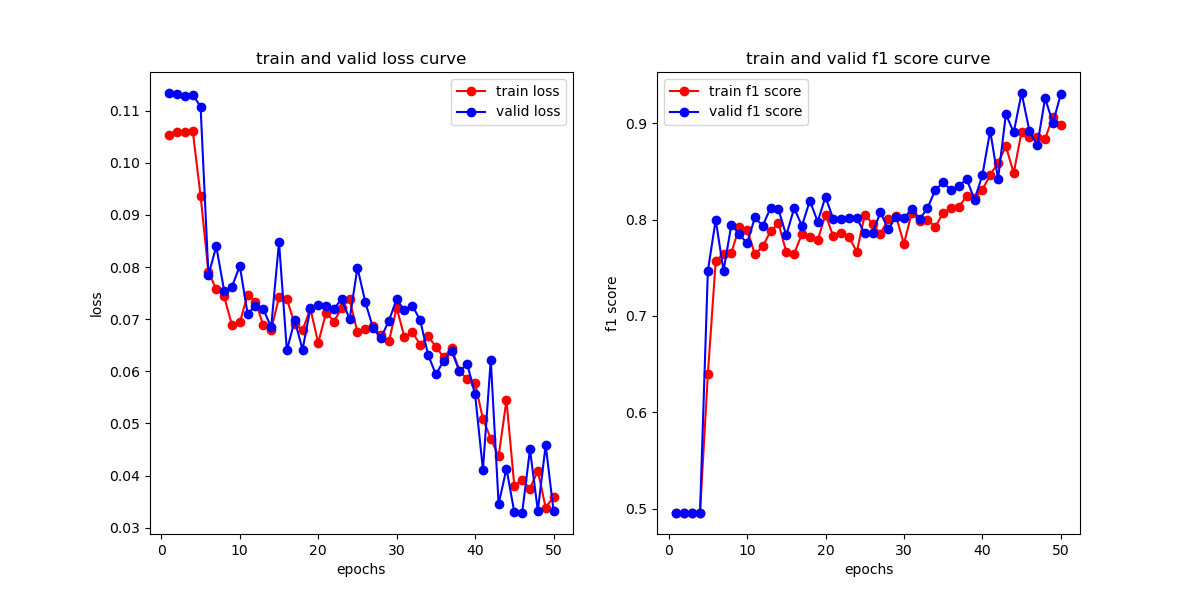 train and valid loss curve
train loss
valid loss
0.11
0.10
0.09
0.08
0.07
0.06
0.05
0.04
0.03
loss
0
10
20
30
40
50
epochs
train and valid f1 score curve
train f1 score
valid f1 score
0.9
0.8
0.7
0.6
0.5
f1 score
0
10
20
30
40
50
epochs